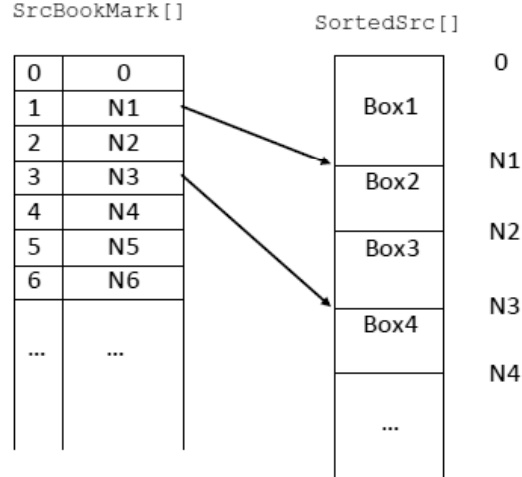 SrcBookMark[]
SortedSrc[]
0 0
1 N1
2 N2
3 N3
4 N4
5 N5
6 N6
... ...
Box1
Box2
Box3
Box4
...
0
N1
N2
N3
N4